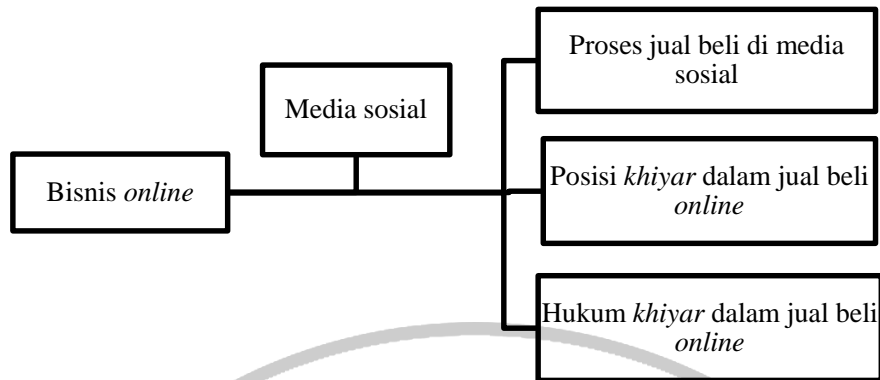 Bisnis online
Media sosial
Proses jual beli di media
sosial
Posisi khiyar dalam jual beli
online
Hukum khiyar dalam jual beli
online